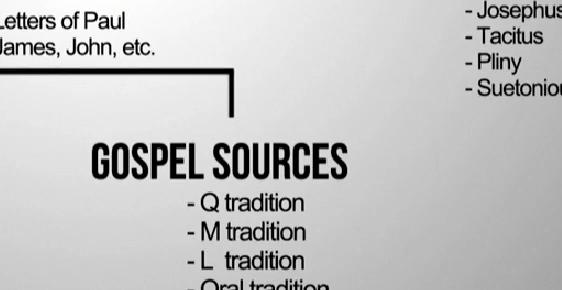 Letters of Paul
James, John, etc.
- Josephus
- Tacitus
- Pliny
- Suetoniou
GOSPEL SOURCES
- Q tradition
- M tradition
- L tradition
- Oral tradition